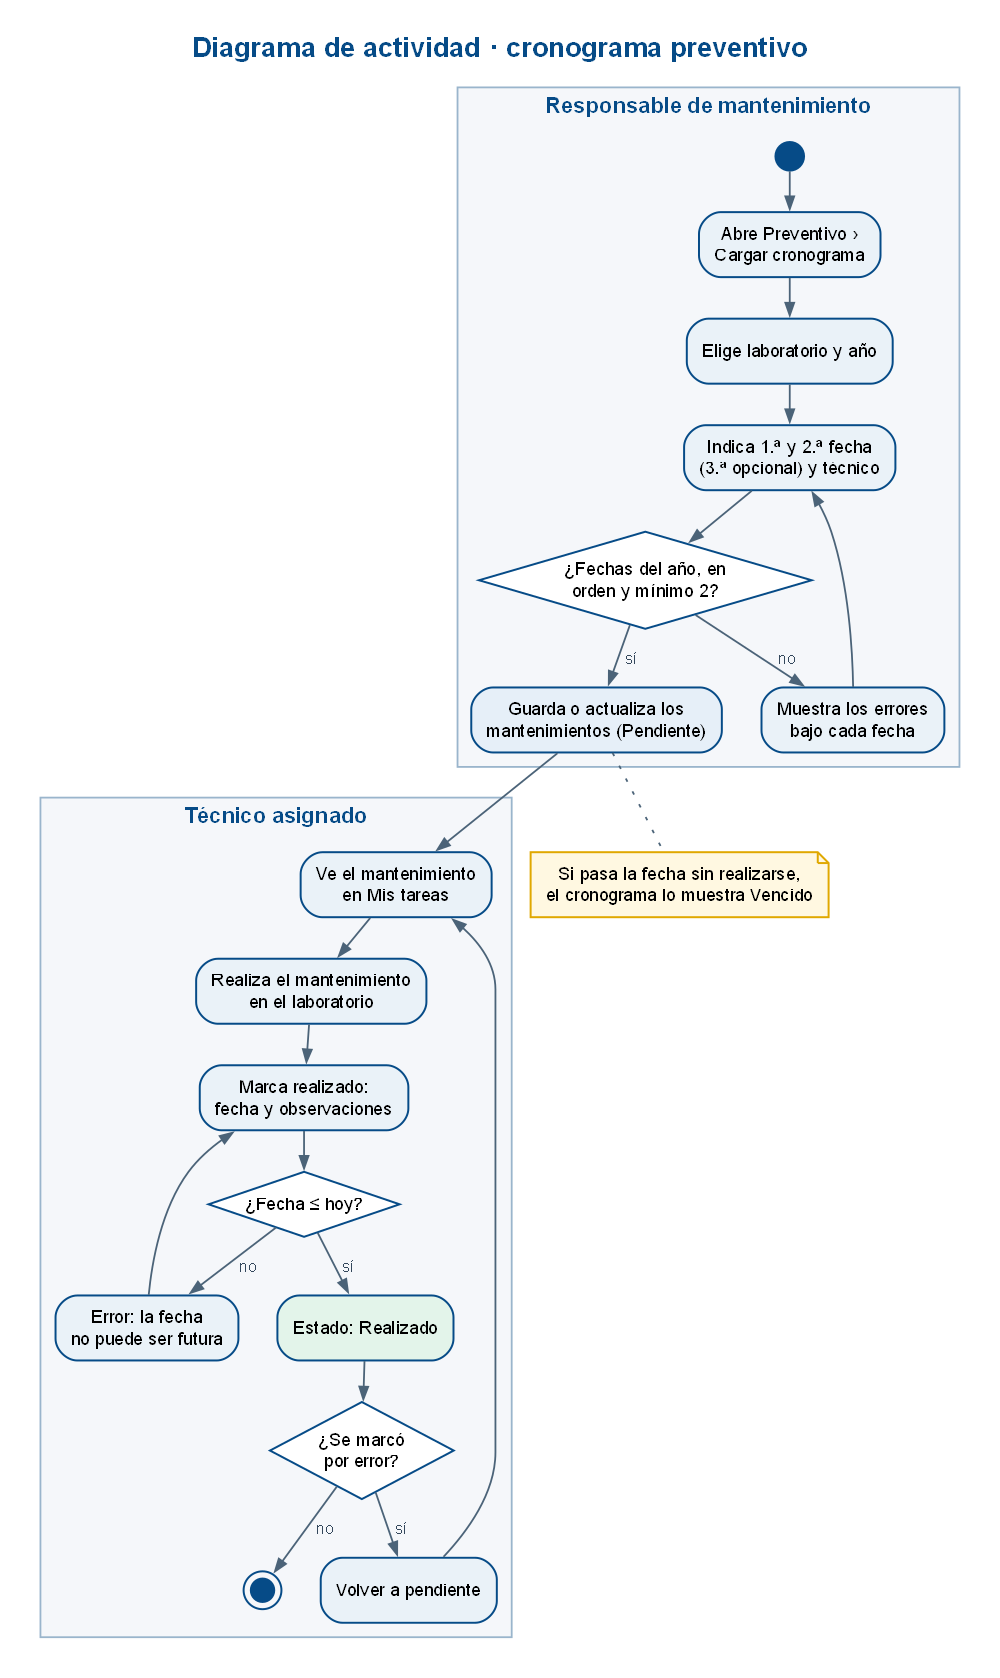 Diagrama de actividad · cronograma preventivo
Responsable de mantenimiento
Abre Preventivo ›
Cargar cronograma
Elige laboratorio y año
Indica 1.ª y 2.ª fecha
(3.ª opcional) y técnico
¿Fechas del año, en
orden y mínimo 2?
sí
no
Guarda o actualiza los
mantenimientos (Pendiente)
Muestra los errores
bajo cada fecha
Técnico asignado
Ve el mantenimiento
en Mis tareas
Si pasa la fecha sin realizarse,
el cronograma lo muestra Vencido
Realiza el mantenimiento
en el laboratorio
Marca realizado:
fecha y observaciones
¿Fecha ≤ hoy?
no
sí
Error: la fecha
no puede ser futura
Estado: Realizado
¿Se marcó
por error?
no
sí
Volver a pendiente